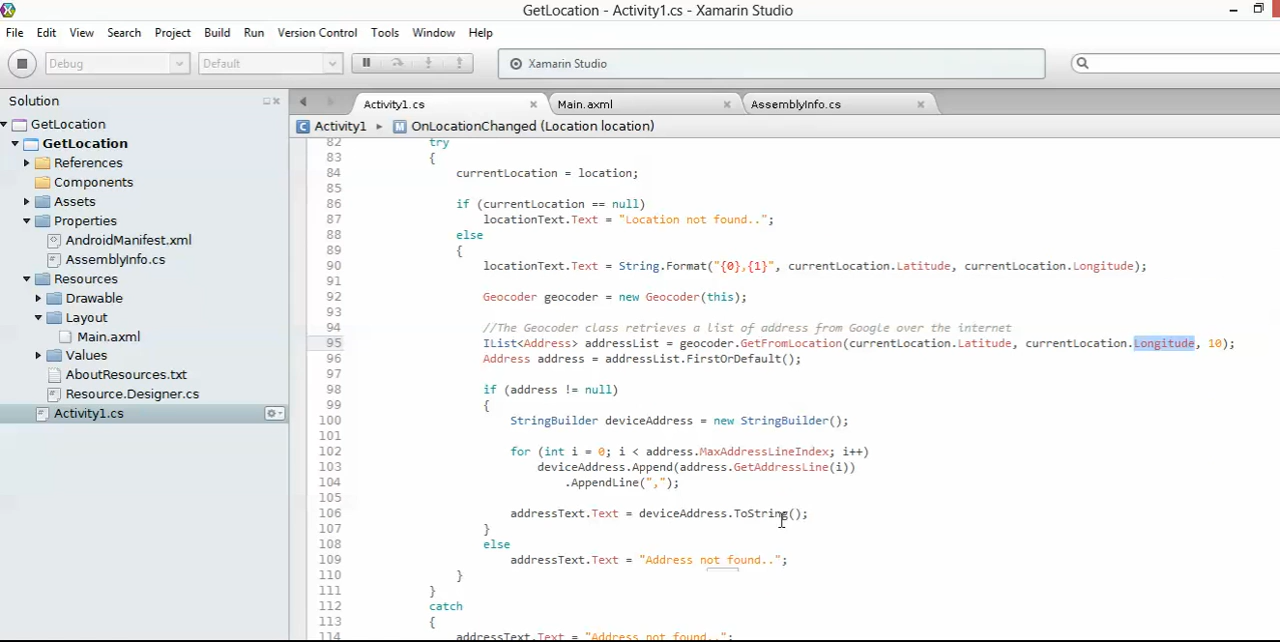 GetLocation - Activity1.cs - Xamarin Studio
File Edit View Search Project Build Run Version Control Tools Window Help
Debug Default Xamarin Studio
Solution
Activity1.cs Main.axml AssemblyInfo.cs
C Activity1 M OnLocationChanged (Location location)
GetLocation
GetLocation
References
Components
Assets
Properties
AndroidManifest.xml
AssemblyInfo.cs
Resources
Drawable
Layout
Main.axml
Values
AboutResources.txt
Resource.Designer.cs
Activity1.cs
82 try
83 {
84 currentLocation = location;
85
86 if (currentLocation == null)
87 locationText.Text = "Location not found..";
88 else
89 {
90 locationText.Text = String.Format("{0},{1}", currentLocation.Latitude, currentLocation.Longitude);
91
92 Geocoder geocoder = new Geocoder(this);
93
94 //The Geocoder class retrieves a list of address from Google over the internet
95 IList<Address> addressList = geocoder.GetFromLocation(currentLocation.Latitude, currentLocation.Longitude, 10);
96 Address address = addressList.FirstOrDefault();
97
98 if (address != null)
99 {
100 StringBuilder deviceAddress = new StringBuilder();
101
102 for (int i = 0; i < address.MaxAddressLineIndex; i++)
103 deviceAddress.Append(address.GetAddressLine(i))
104 .AppendLine(",");
105
106 addressText.Text = deviceAddress.ToString();
107 }
108 else
109 addressText.Text = "Address not found..";
110 }
111 }
112 catch
113 {
114 addressText.Text = "Address not found..";